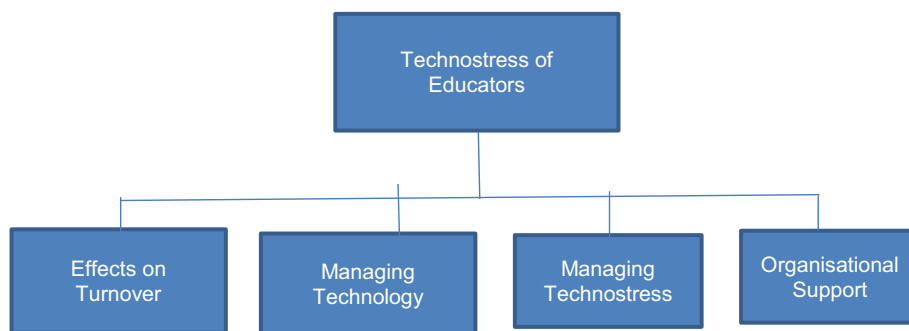 Technostress of
Educators
Effects on
Turnover
Managing
Technology
Managing
Technostress
Organisational
Support